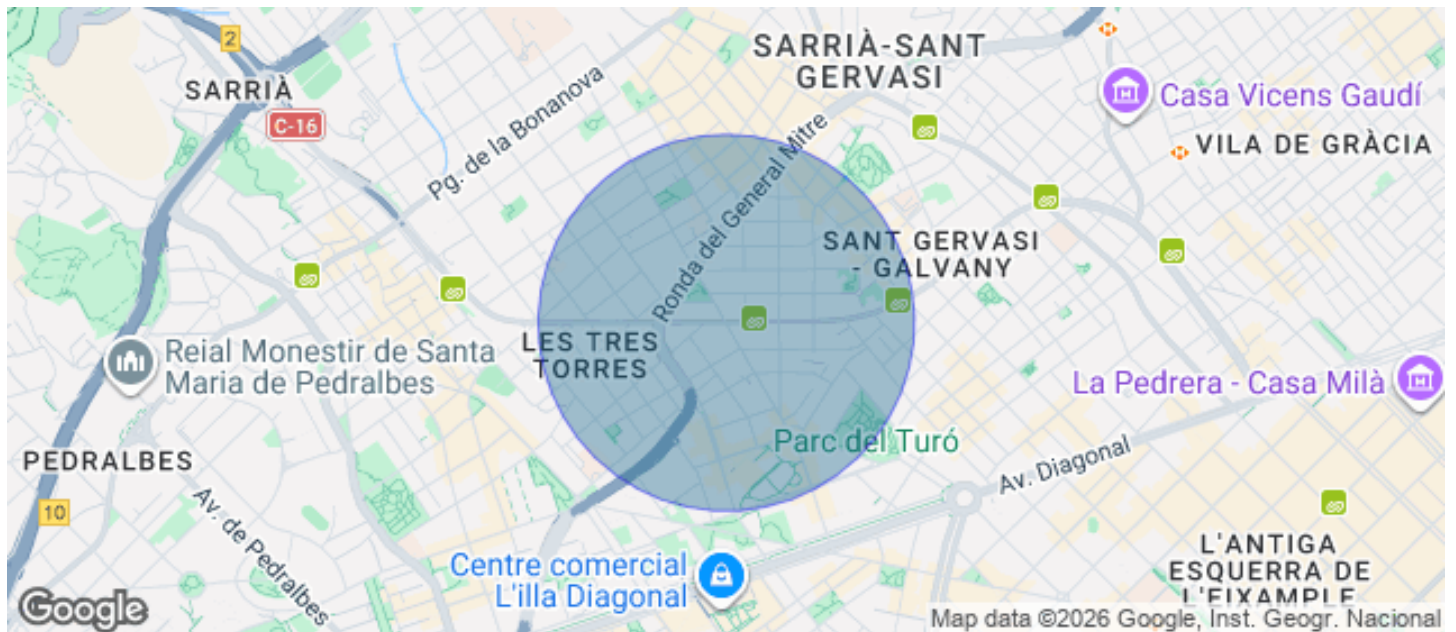 2
SARRIÀ
C-16
Pg. de la Bonanova
SARRIÀ-SANT
GERVASI
Casa Vicens Gaudí
VILA DE GRÀCIA
Ronda del General Mitre
SANT GERVASI
- GALVANY
LES TRES
TORRES
Reial Monestir de Santa
Maria de Pedralbes
La Pedrera - Casa Milà
Parc del Turó
PEDRALBES
Av. Diagonal
10
Av. de Pedralbes
Centre comercial
L'illa Diagonal
L'ANTIGA
ESQUERRA DE
L'EIXAMPLE
Google
Map data ©2026 Google, Inst. Geogr. Nacional